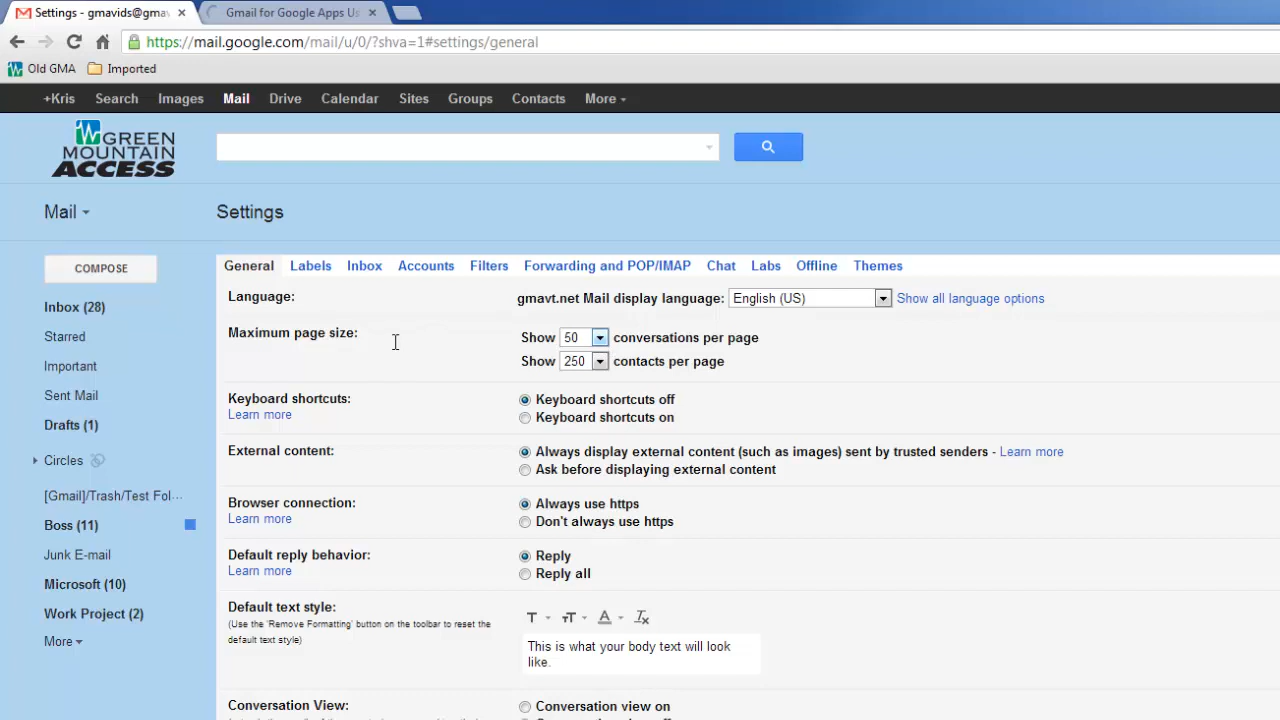 Settings - gmavids@gma
Gmail for Google Apps Us
https://mail.google.com/mail/u/0/?shva=1#settings/general
Old GMA Imported
+Kris Search Images Mail Drive Calendar Sites Groups Contacts More
GREEN
MOUNTAIN
ACCESS
Mail
Settings
COMPOSE
Inbox (28)
Starred
Important
Sent Mail
Drafts (1)
Circles
[Gmail]/Trash/Test Fol...
Boss (11)
Junk E-mail
Microsoft (10)
Work Project (2)
More
General Labels Inbox Accounts Filters Forwarding and POP/IMAP Chat Labs Offline Themes
Language: gmavt.net Mail display language: English (US) Show all language options
Maximum page size: Show 50 conversations per page
Show 250 contacts per page
Keyboard shortcuts: Keyboard shortcuts off
Learn more Keyboard shortcuts on
External content: Always display external content (such as images) sent by trusted senders - Learn more
Ask before displaying external content
Browser connection: Always use https
Learn more Don't always use https
Default reply behavior: Reply
Learn more Reply all
Default text style:
(Use the 'Remove Formatting' button on the toolbar to reset the
default text style)
T TT A Tx
This is what your body text will look
like.
Conversation View: Conversation view on